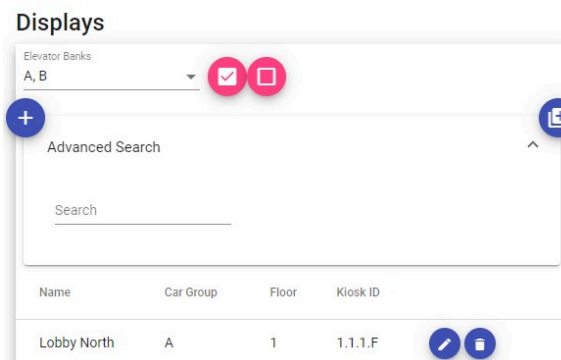 Displays
Elevator Banks
A, B
Advanced Search
Search
Name Car Group Floor Kiosk ID
Lobby North A 1 1.1.1.F